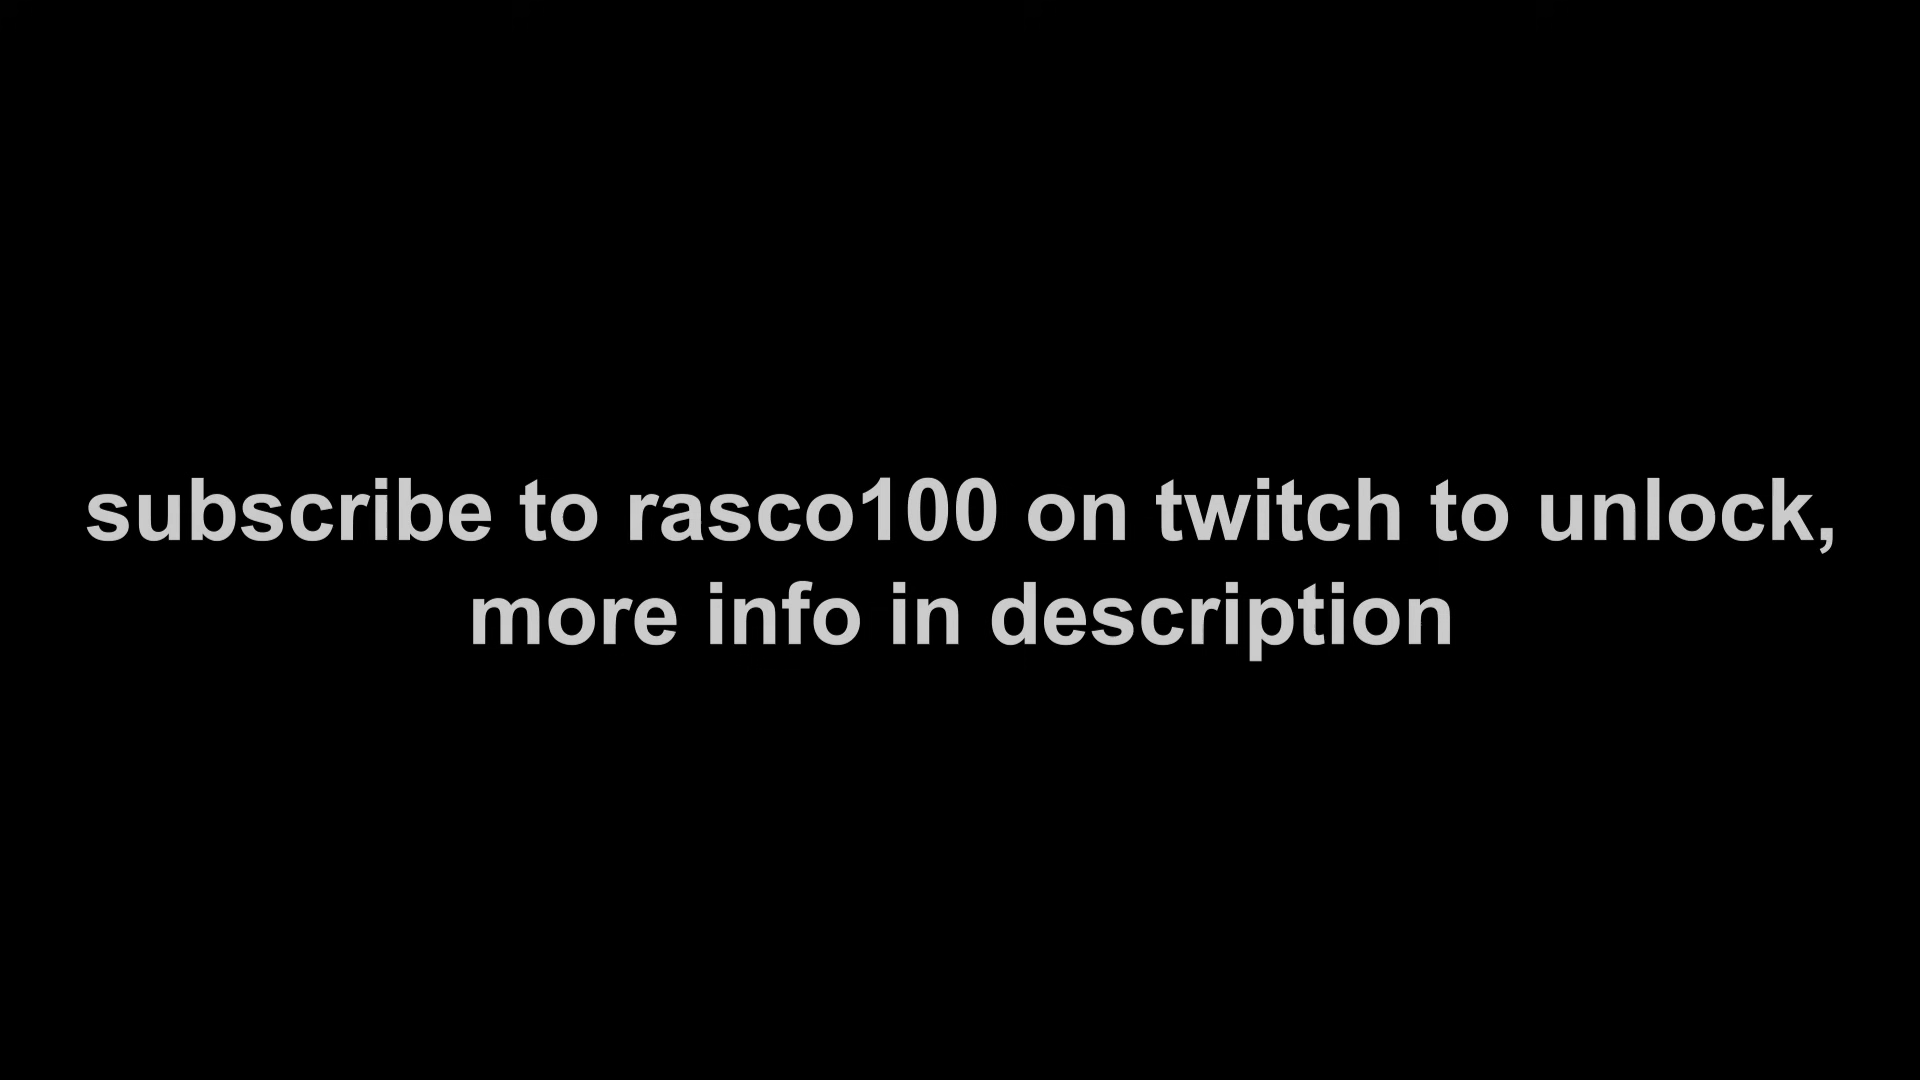 subscribe to rasco100 on twitch to unlock,
more info in description